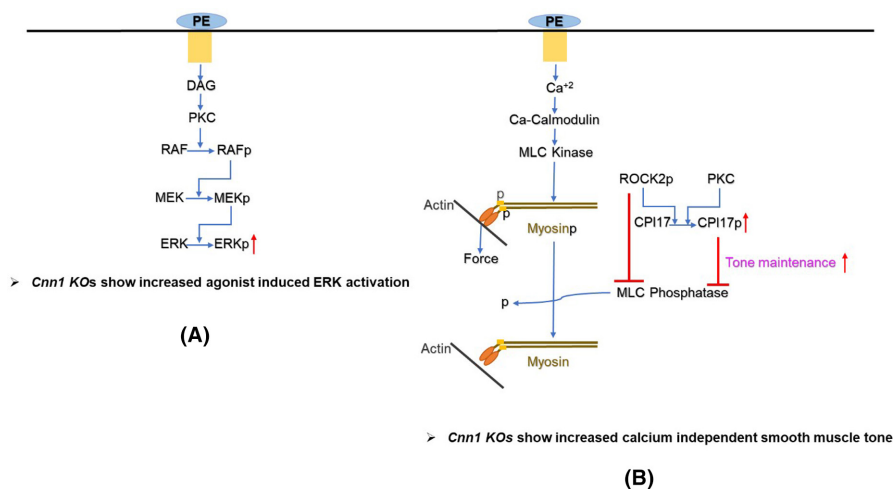 PE
DAG
PKC
RAF RAFp
MEK MEKp
ERK ERKp
➢ Cnn1 KOs show increased agonist induced ERK activation
(A)
PE
Ca+2
Ca-Calmodulin
MLC Kinase
ROCK2p PKC
p
Actin
p
CPI17 CPI17p
Myosinp
Force
Tone maintenance
MLC Phosphatase
p
Actin
Myosin
➢ Cnn1 KOs show increased calcium independent smooth muscle tone
(B)